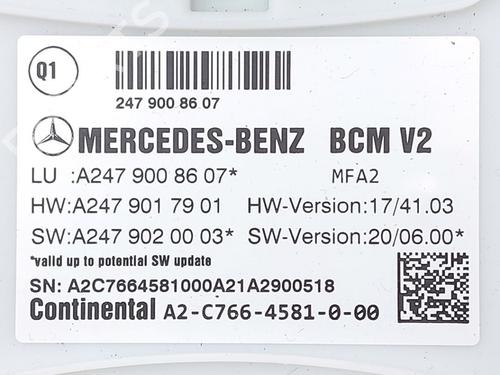 Q1
247 900 86 07
MERCEDES-BENZ BCM V2
LU :A247 900 86 07* MFA2
HW:A247 901 79 01 HW-Version:17/41.03
SW:A247 902 00 03* SW-Version:20/06.00*
*valid up to potential SW update
SN: A2C7664581000A21A2900518
Continental A2-C766-4581-0-00